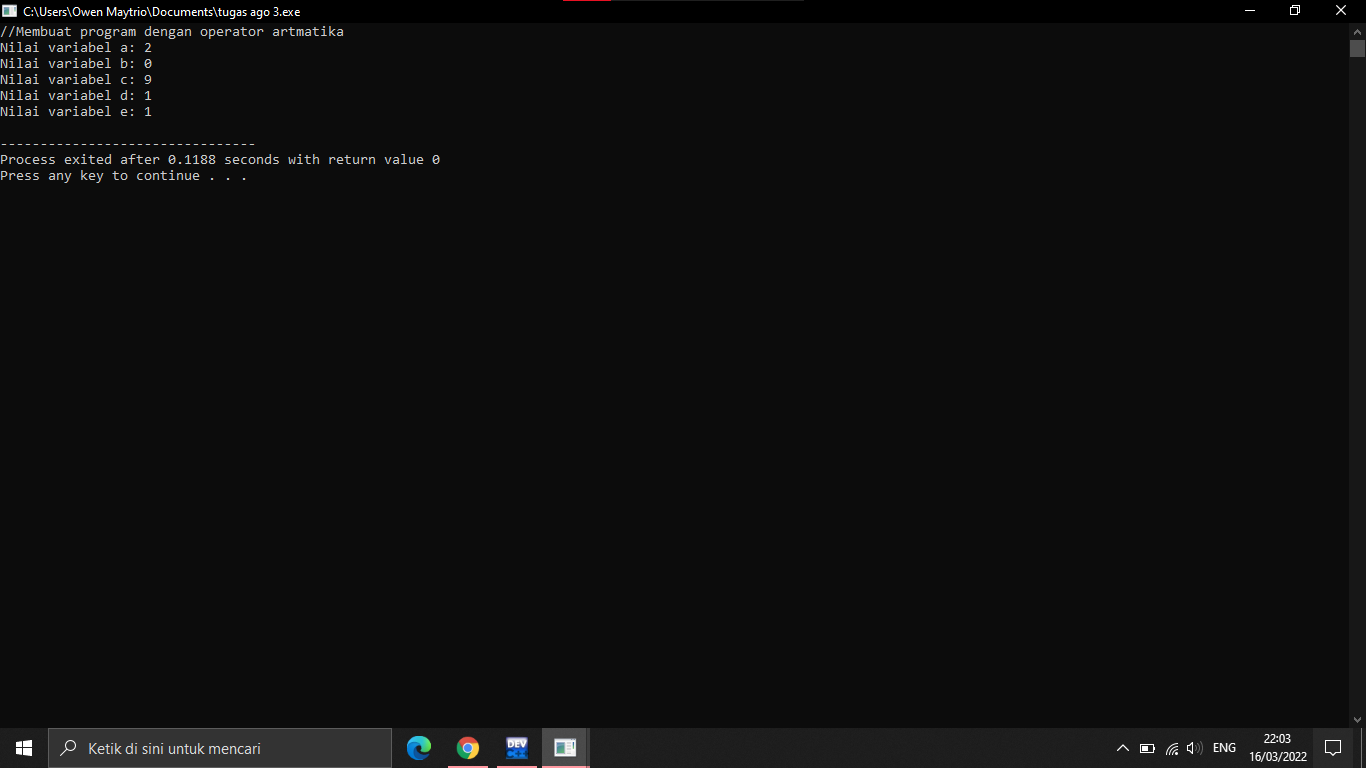 C:\Users\Owen Maytrio\Documents\tugas ago 3.exe
//Membuat program dengan operator artmatika
Nilai variabel a: 2
Nilai variabel b: 0
Nilai variabel c: 9
Nilai variabel d: 1
Nilai variabel e: 1
--------------------------------
Process exited after 0.1188 seconds with return value 0
Press any key to continue . . .
Ketik di sini untuk mencari
DEV
ENG
22:03
16/03/2022